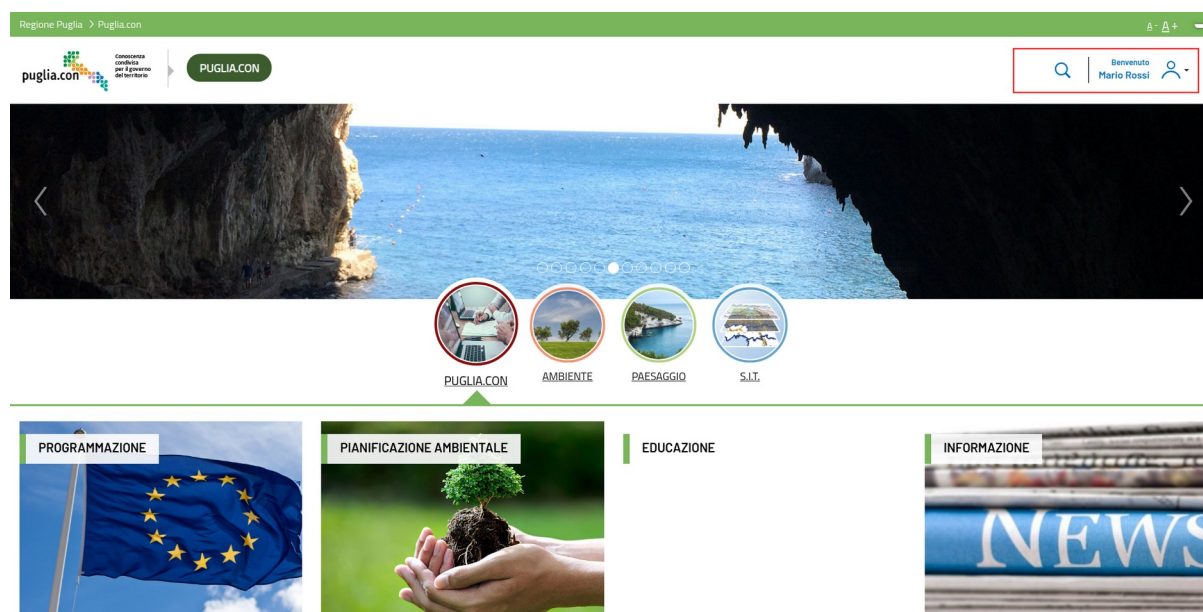 Regione Puglia > Puglia.con
A- A+
puglia.con
Conoscenza
condivisa
per il governo
del territorio
PUGLIA.CON
Benvenuto
Mario Rossi
PUGLIA.CON
AMBIENTE
PAESAGGIO
S.I.T.
PROGRAMMAZIONE
PIANIFICAZIONE AMBIENTALE
EDUCAZIONE
INFORMAZIONE
NEWS